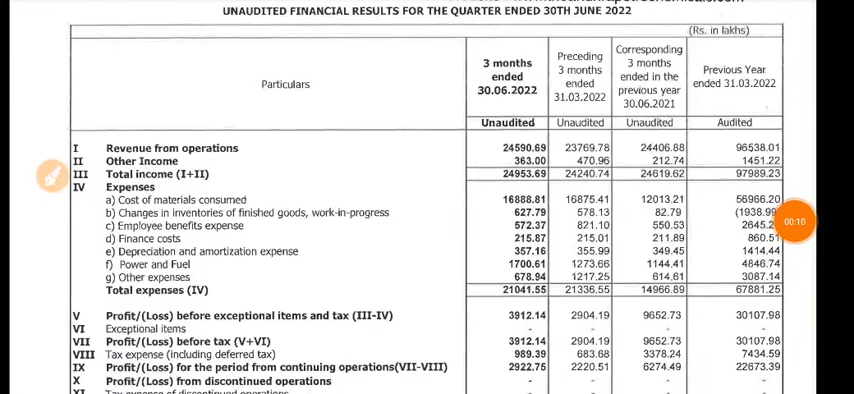 UNAUDITED FINANCIAL RESULTS FOR THE QUARTER ENDED 30TH JUNE 2022
(Rs. in lakhs)
Particulars
3 months ended 30.06.2022
Preceding 3 months ended 31.03.2022
Corresponding 3 months ended in the previous year 30.06.2021
Previous Year ended 31.03.2022
Unaudited Unaudited Unaudited Audited
I Revenue from operations 24590.69 23769.78 24406.88 96538.01
II Other Income 363.00 470.96 212.74 1451.22
III Total income (I+II) 24953.69 24240.74 24619.62 97989.23
IV Expenses
a) Cost of materials consumed 16888.81 16875.41 12013.21 56966.20
b) Changes in inventories of finished goods, work-in-progress 627.79 578.13 82.79 (1938.99
c) Employee benefits expense 572.37 821.10 550.53 2645.2
d) Finance costs 215.87 215.01 211.89 860.51
e) Depreciation and amortization expense 357.16 355.99 349.45 1414.44
f) Power and Fuel 1700.61 1273.66 1144.41 4846.74
g) Other expenses 678.94 1217.25 614.61 3087.14
Total expenses (IV) 21041.55 21336.55 14966.89 67881.25
V Profit/(Loss) before exceptional items and tax (III-IV) 3912.14 2904.19 9652.73 30107.98
VI Exceptional items - - - -
VII Profit/(Loss) before tax (V+VI) 3912.14 2904.19 9652.73 30107.98
VIII Tax expense (including deferred tax) 989.39 683.68 3378.24 7434.59
IX Profit/(Loss) for the period from continuing operations(VII-VIII) 2922.75 2220.51 6274.49 22673.39
X Profit/(Loss) from discontinued operations - - - -
00:10